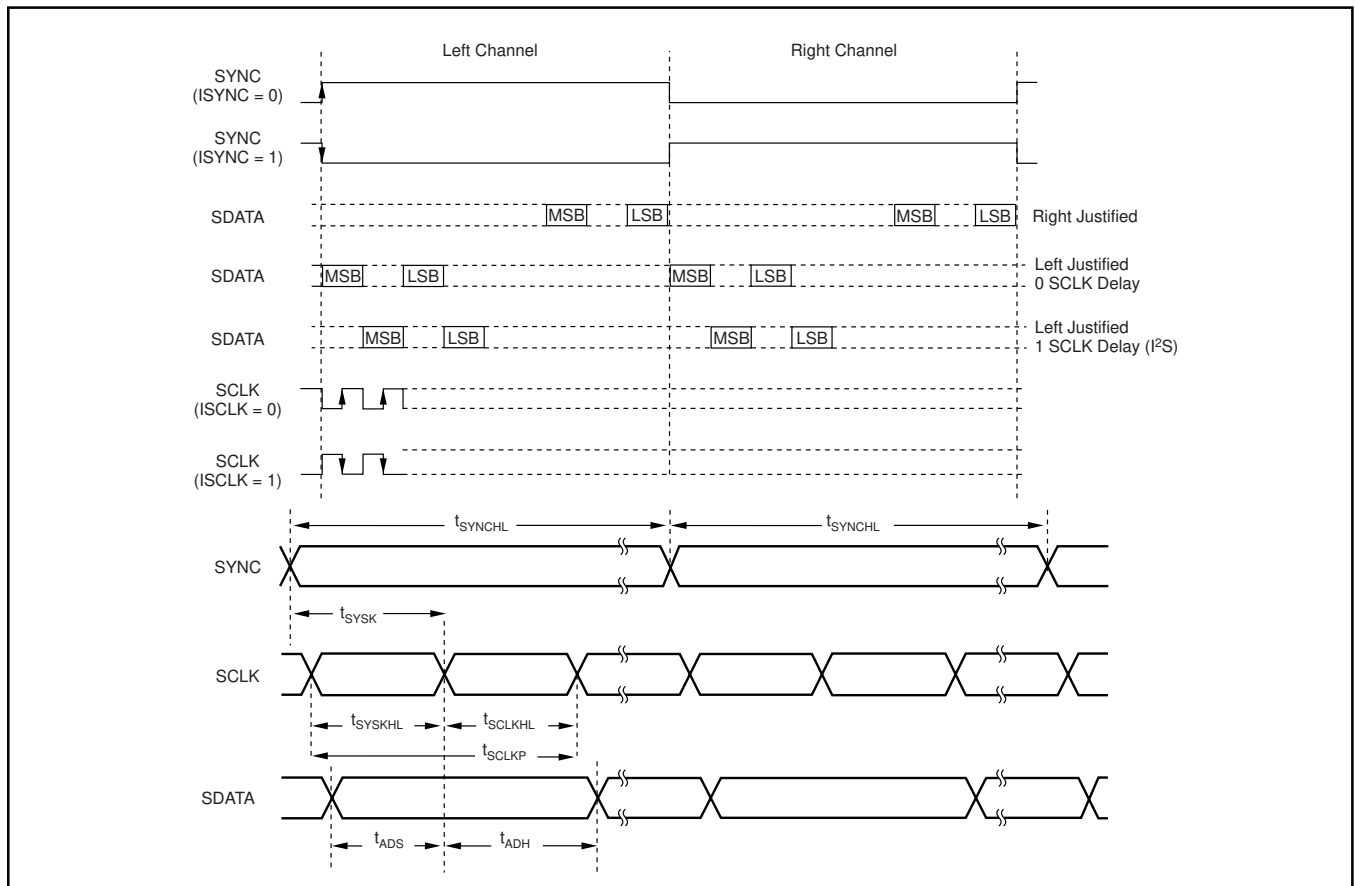 Left Channel
Right Channel
SYNC
(ISYNC = 0)
SYNC
(ISYNC = 1)
SDATA
MSB
LSB
MSB
LSB
Right Justified
SDATA
MSB
LSB
MSB
LSB
Left Justified
0 SCLK Delay
SDATA
MSB
LSB
MSB
LSB
Left Justified
1 SCLK Delay (I²S)
SCLK
(ISCLK = 0)
SCLK
(ISCLK = 1)
tSYNCHL
tSYNCHL
SYNC
tSYSK
SCLK
tSYSKHL
tSCLKHL
tSCLKP
SDATA
tADS
tADH